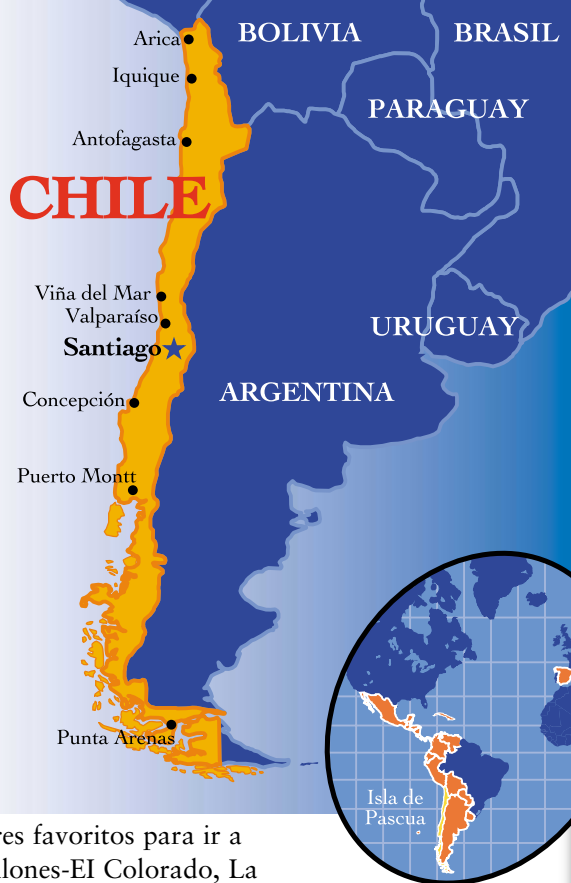 Arica
BOLIVIA
BRASIL
Iquique
PARAGUAY
Antofagasta
CHILE
Viña del Mar
Valparaíso
URUGUAY
Santiago
ARGENTINA
Concepción
Puerto Montt
Punta Arenas
Isla de
Pascua
res favoritos para ir a
llones-EI Colorado, La